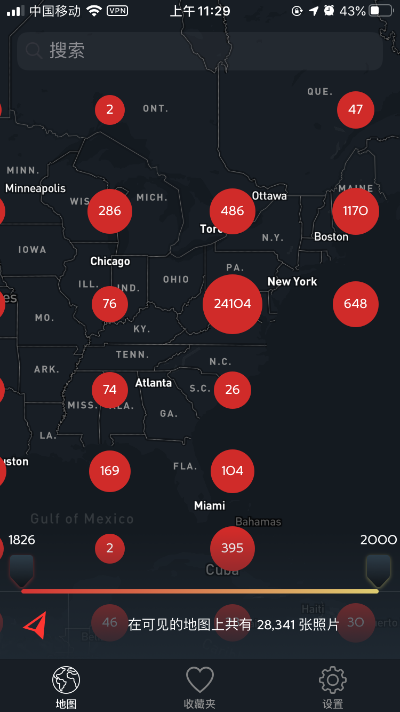 中国移动 VPN 上午11:29 43%
搜索
QUE.
2 ONT. 47
MINN.
Minneapolis MAINE
Ottawa
WIS. 286 MICH. 486 1170
Toro
N.Y. Boston
IOWA
Chicago
OHIO PA.
ILL. IND. New York
es 76 24104 648
MO.
KY.
TENN. N.C.
ARK. Atlanta
74 S.C. 26
MISS. ALA. GA.
LA.
uston 169 FLA. 104
Miami
Gulf of Mexico Bahamas
1826 2 395 2000
Cuba
Haiti
46 在可见的地图上共有 28,341 张照片 30 uerto
地图 收藏夹 设置